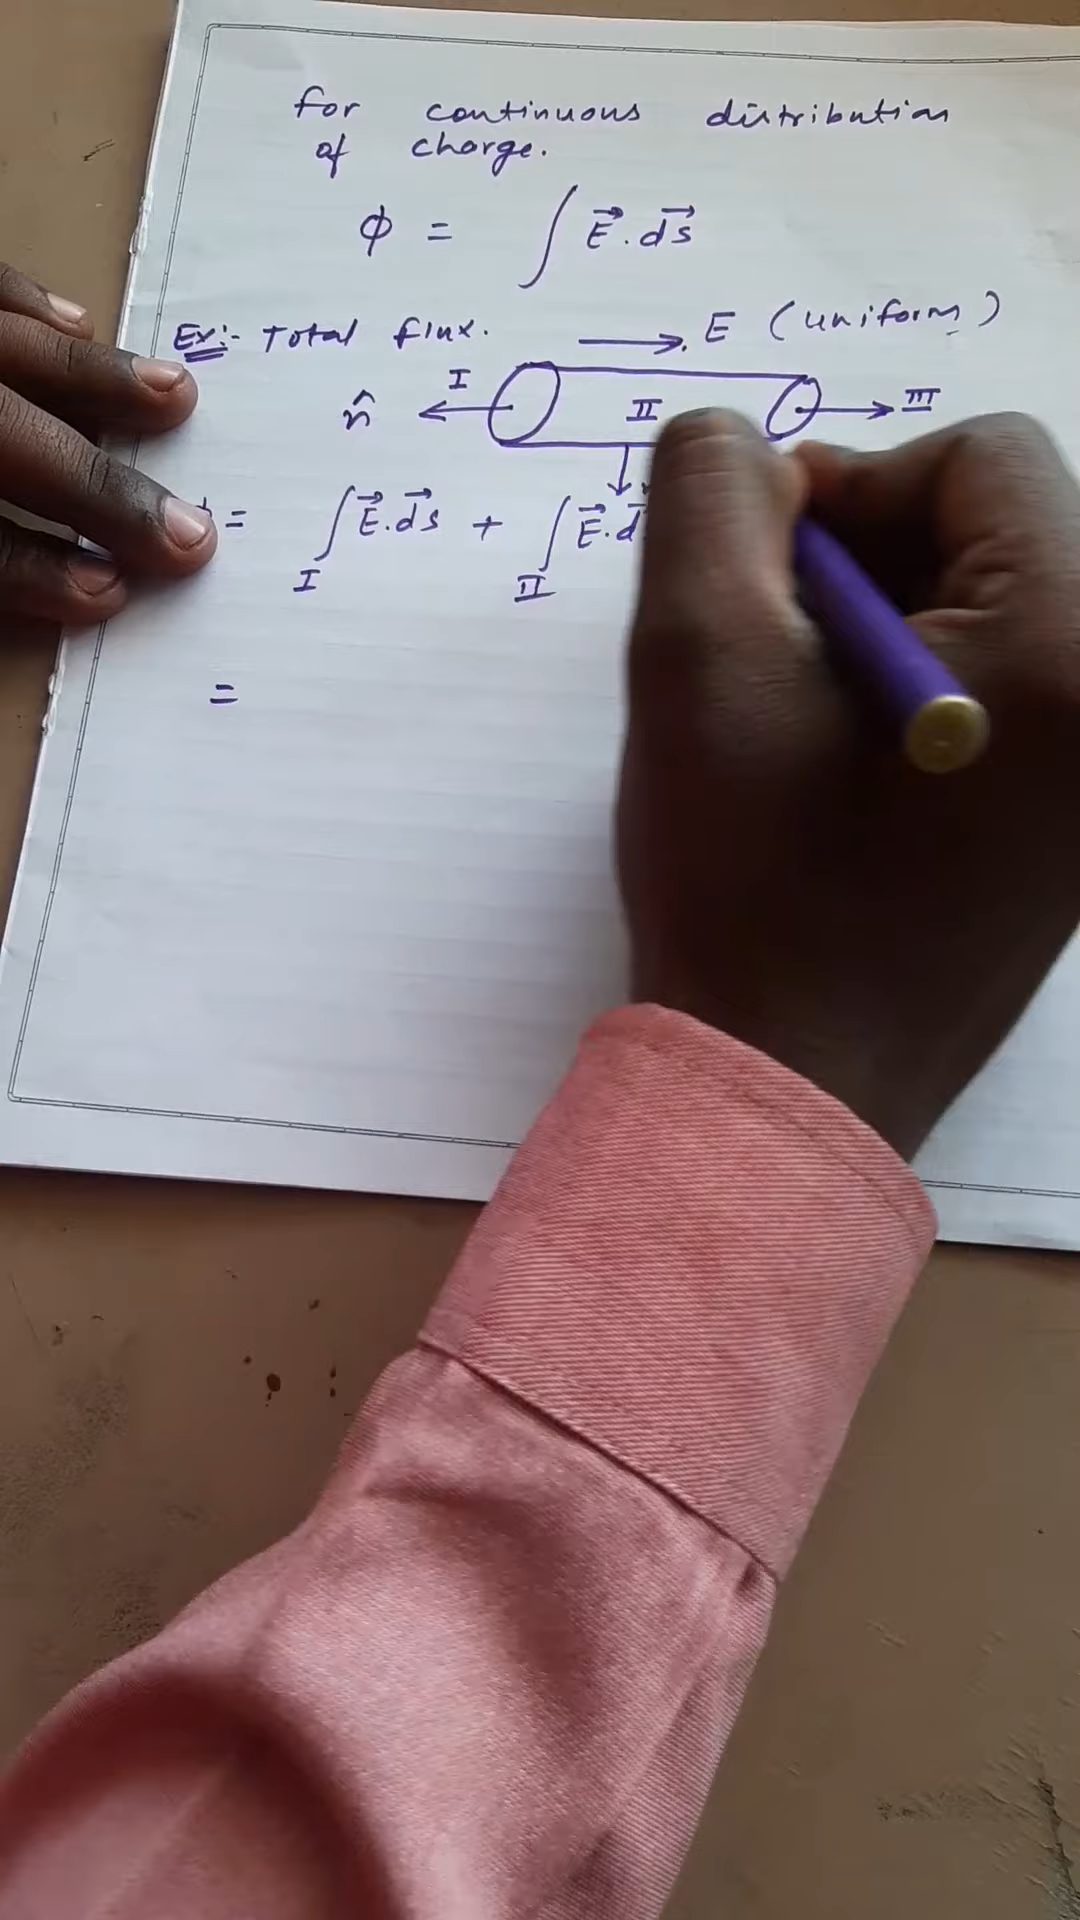 for continuous distribution
of charge.
ϕ = ∫ E⃗ . ds⃗
Ex:- Total flux.
E (uniform)
I
n̂
II
III
= ∫ E⃗ . ds⃗ + ∫ E⃗ . d
I II
=